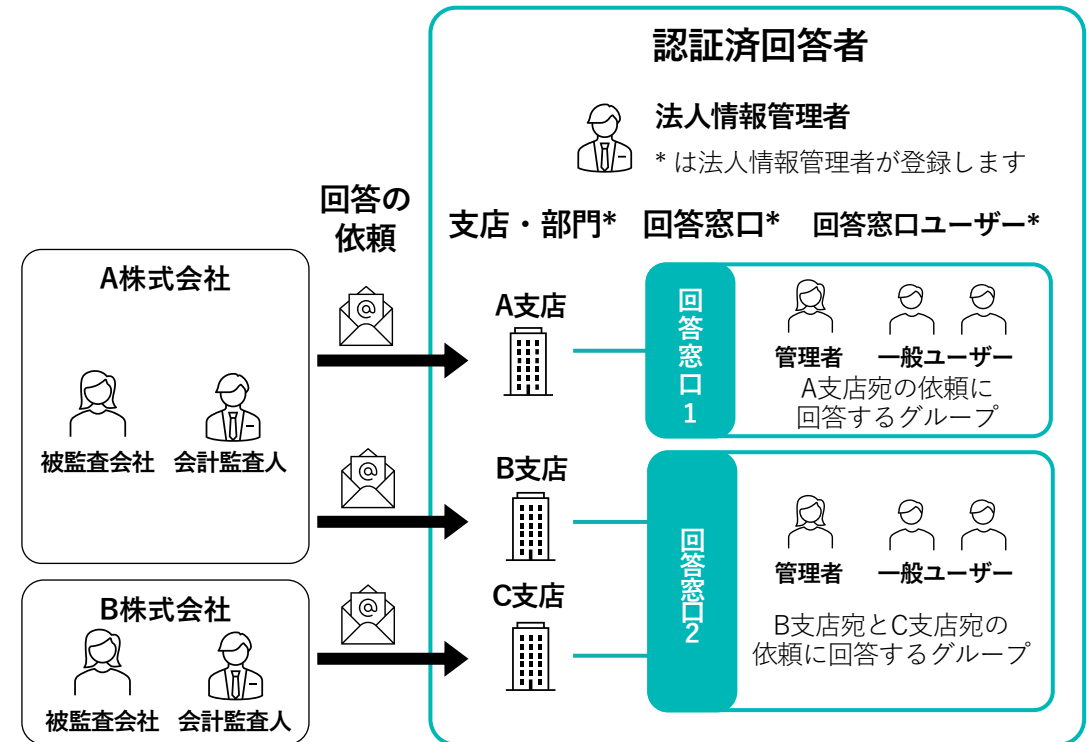 認証済回答者
法人情報管理者
* は法人情報管理者が登録します
回答の
依頼
支店・部門*
回答窓口*
回答窓口ユーザー*
A株式会社
被監査会社
会計監査人
B株式会社
被監査会社
会計監査人
A支店
回答窓口1
管理者
一般ユーザー
A支店宛の依頼に
回答するグループ
B支店
C支店
回答窓口2
管理者
一般ユーザー
B支店宛とC支店宛の
依頼に回答するグループ